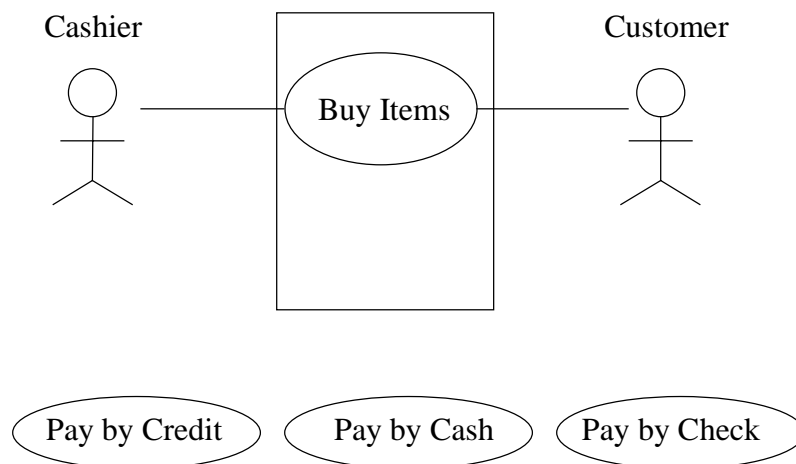 Cashier
Customer
Buy Items
Pay by Credit
Pay by Cash
Pay by Check